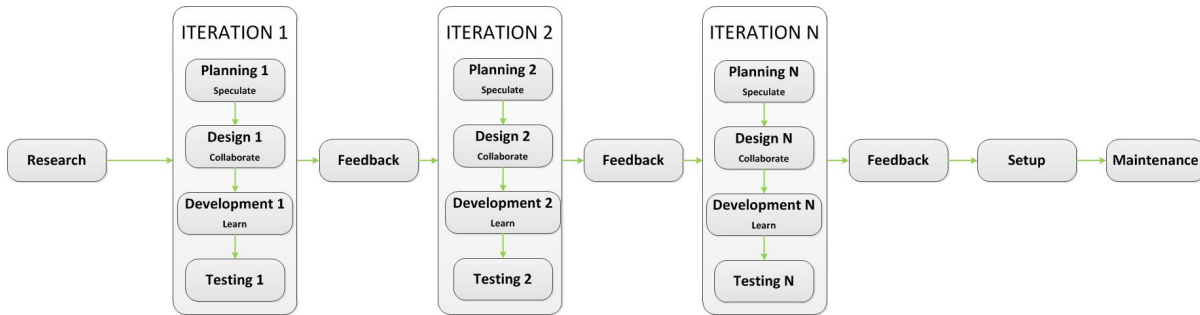 Research
ITERATION 1
Planning 1
Speculate
Design 1
Collaborate
Development 1
Learn
Testing 1
Feedback
ITERATION 2
Planning 2
Speculate
Design 2
Collaborate
Development 2
Learn
Testing 2
Feedback
ITERATION N
Planning N
Speculate
Design N
Collaborate
Development N
Learn
Testing N
Feedback
Setup
Maintenance